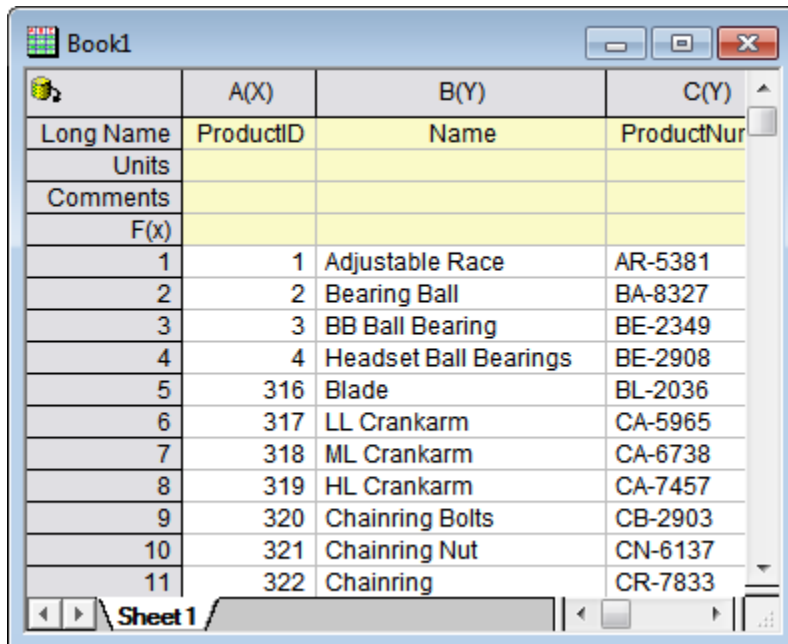 Book1
A(X) B(Y) C(Y)
Long Name ProductID Name ProductNur
Units
Comments
F(x)
1 1 Adjustable Race AR-5381
2 2 Bearing Ball BA-8327
3 3 BB Ball Bearing BE-2349
4 4 Headset Ball Bearings BE-2908
5 316 Blade BL-2036
6 317 LL Crankarm CA-5965
7 318 ML Crankarm CA-6738
8 319 HL Crankarm CA-7457
9 320 Chainring Bolts CB-2903
10 321 Chainring Nut CN-6137
11 322 Chainring CR-7833
Sheet1